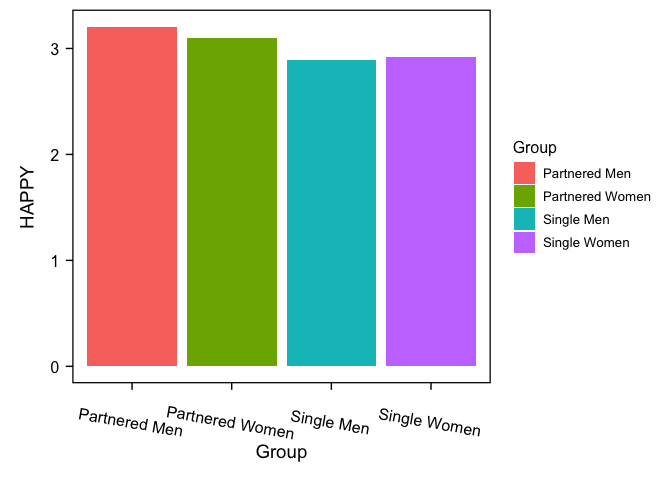 3
2
1
0
HAPPY
Partnered Men
Partnered Women
Single Men
Single Women
Group
Group
Partnered Men
Partnered Women
Single Men
Single Women